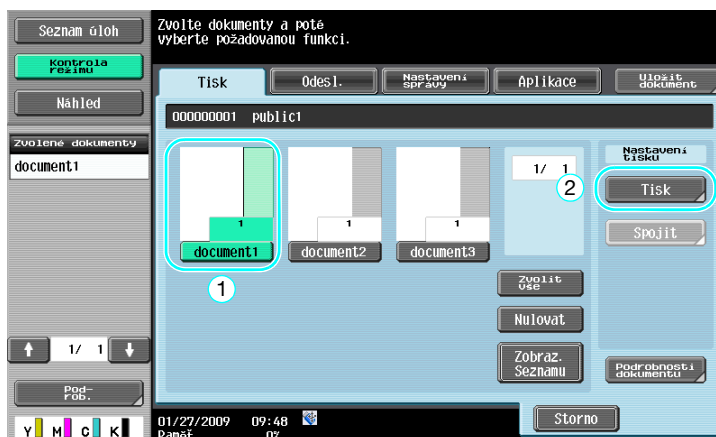 Seznam úloh
Kontrola
režimu
Náhled
Zvolené dokumenty
document1
1/ 1
Pod-
rob.
Y M C K
Zvolte dokumenty a poté
vyberte požadovanou funkci.
Tisk
Odesl.
Nastavení
správy
Aplikace
Uložit
dokument
000000001 public1
1
document1
1
document2
1
document3
1/ 1
1
2
Nastavení
tisku
Tisk
Spojit
Zvolit
vše
Nulovat
Zobraz.
Seznamu
Podrobnosti
dokumentu
01/27/2009 09:48
Paměť 0%
Storno